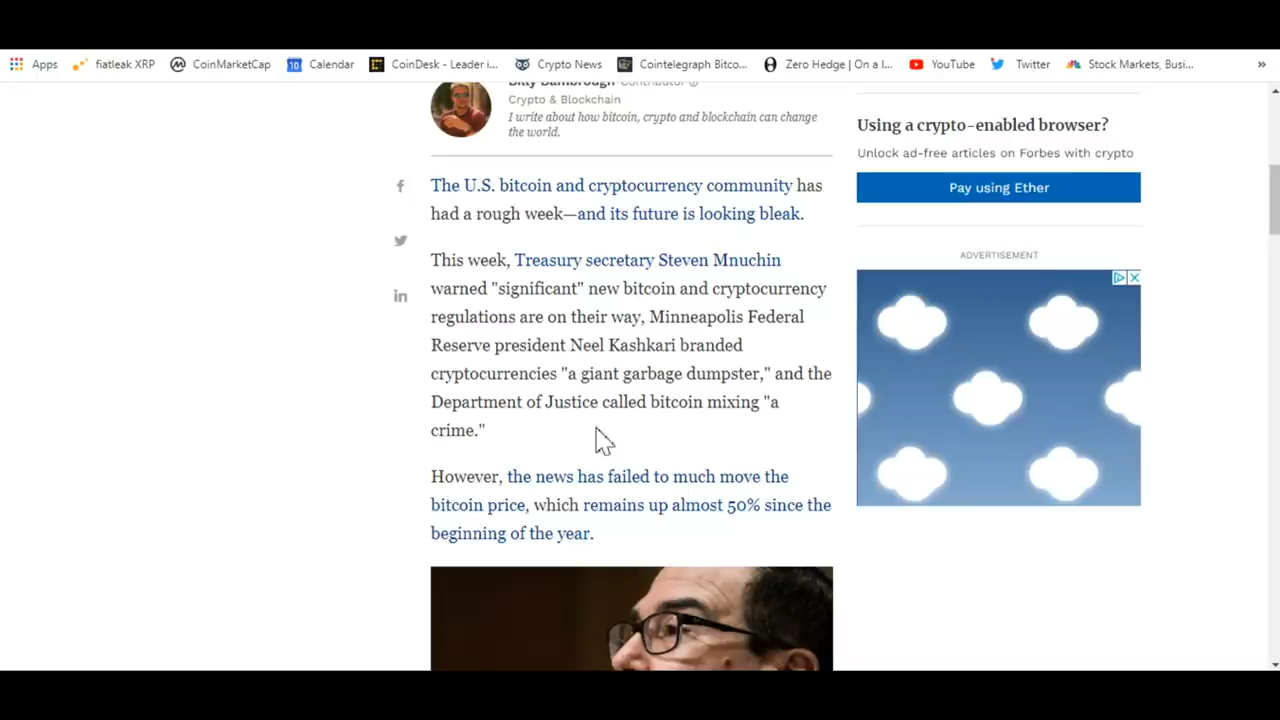 Apps
fiatleak XRP
CoinMarketCap
Calendar
CoinDesk - Leader i...
Crypto News
Cointelegraph Bitco...
Zero Hedge | On a l...
YouTube
Twitter
Stock Markets, Busi...
»
Billy Bambrough Contributor
Crypto & Blockchain
I write about how bitcoin, crypto and blockchain can change
the world.
The U.S. bitcoin and cryptocurrency community has
had a rough week—and its future is looking bleak.
This week, Treasury secretary Steven Mnuchin
warned "significant" new bitcoin and cryptocurrency
regulations are on their way, Minneapolis Federal
Reserve president Neel Kashkari branded
cryptocurrencies "a giant garbage dumpster," and the
Department of Justice called bitcoin mixing "a
crime."
However, the news has failed to much move the
bitcoin price, which remains up almost 50% since the
beginning of the year.
Using a crypto-enabled browser?
Unlock ad-free articles on Forbes with crypto
Pay using Ether
ADVERTISEMENT